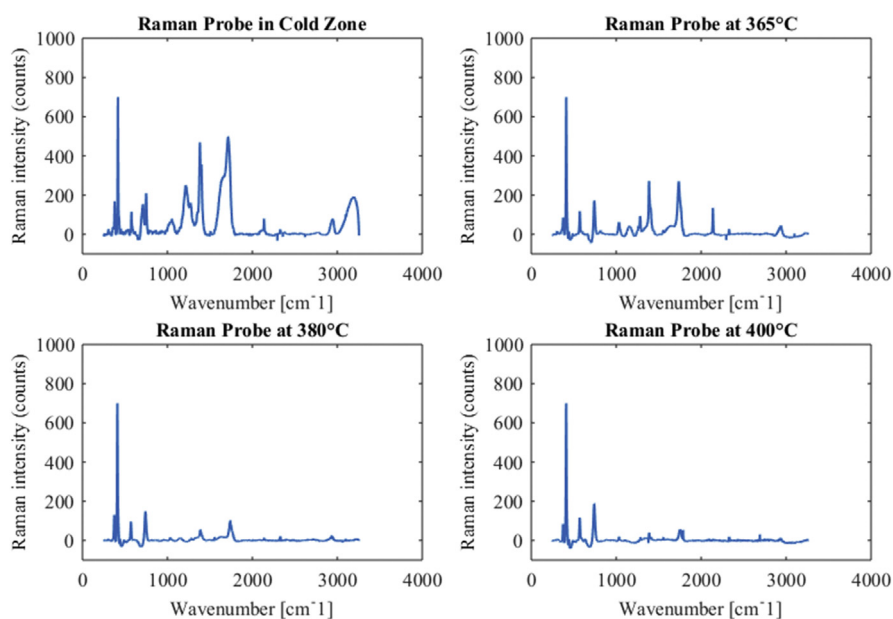 Raman Probe in Cold Zone
1000
800
600
400
200
0
Raman intensity (counts)
0 1000 2000 3000 4000
Wavenumber [cm^-1]
Raman Probe at 365°C
1000
800
600
400
200
0
Raman intensity (counts)
0 1000 2000 3000 4000
Wavenumber [cm^-1]
Raman Probe at 380°C
1000
800
600
400
200
0
Raman intensity (counts)
0 1000 2000 3000 4000
Wavenumber [cm^-1]
Raman Probe at 400°C
1000
800
600
400
200
0
Raman intensity (counts)
0 1000 2000 3000 4000
Wavenumber [cm^-1]